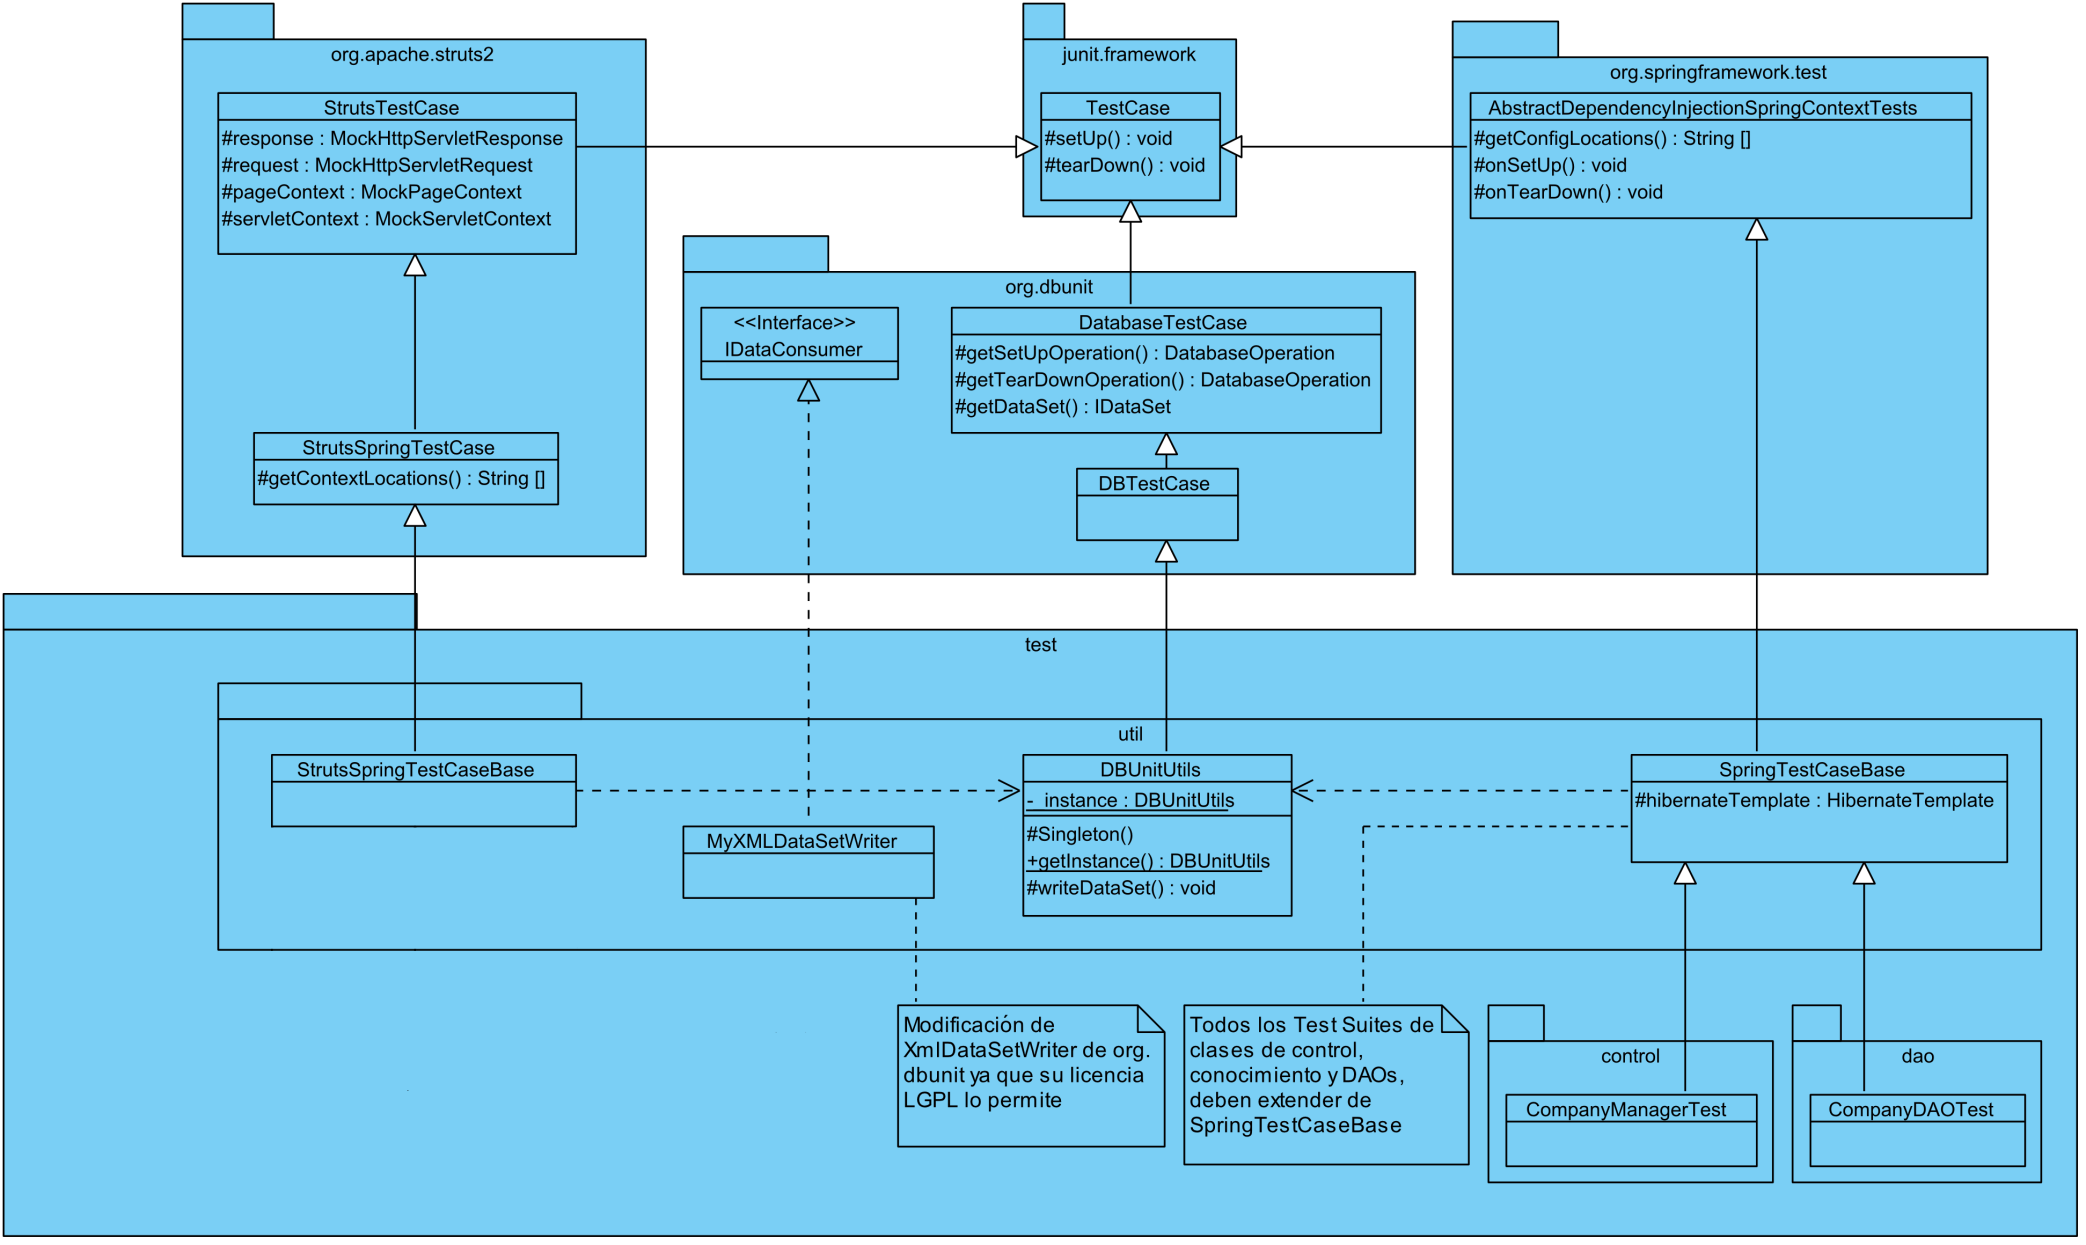 org.apache.struts2
StrutsTestCase
#response : MockHttpServletResponse
#request : MockHttpServletRequest
#pageContext : MockPageContext
#servletContext : MockServletContext
StrutsSpringTestCase
#getContextLocations() : String []
junit.framework
TestCase
#setUp() : void
#tearDown() : void
org.springframework.test
AbstractDependencyInjectionSpringContextTests
#getConfigLocations() : String []
#onSetUp() : void
#onTearDown() : void
org.dbunit
<<Interface>>
IDataConsumer
DatabaseTestCase
#getSetUpOperation() : DatabaseOperation
#getTearDownOperation() : DatabaseOperation
#getDataSet() : IDataSet
DBTestCase
test
util
StrutsSpringTestCaseBase
MyXMLDataSetWriter
DBUnitUtils
-_instance : DBUnitUtils
#Singleton()
+getInstance() : DBUnitUtils
#writeDataSet() : void
SpringTestCaseBase
#hibernateTemplate : HibernateTemplate
Modificación de
XmlDataSetWriter de org.
dbunit ya que su licencia
LGPL lo permite
Todos los Test Suites de
clases de control,
conocimiento y DAOs,
deben extender de
SpringTestCaseBase
control
CompanyManagerTest
dao
CompanyDAOTest